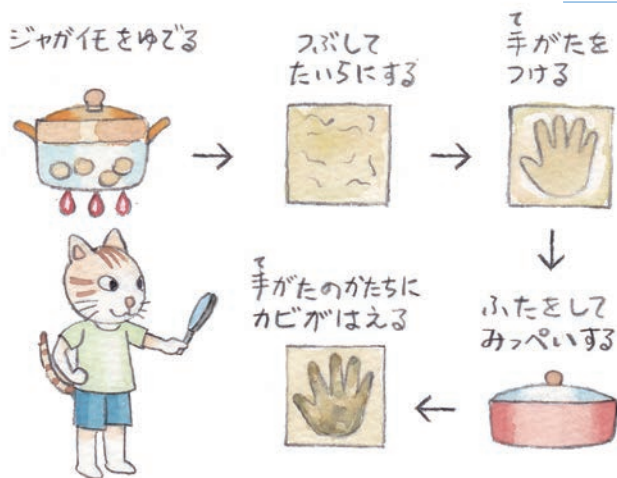 ジャガイモをゆでる
つぶして
たいらにする
て
手がたを
つける
ふたをして
みっぺいする
て
手がたのかたちに
カビがはえる